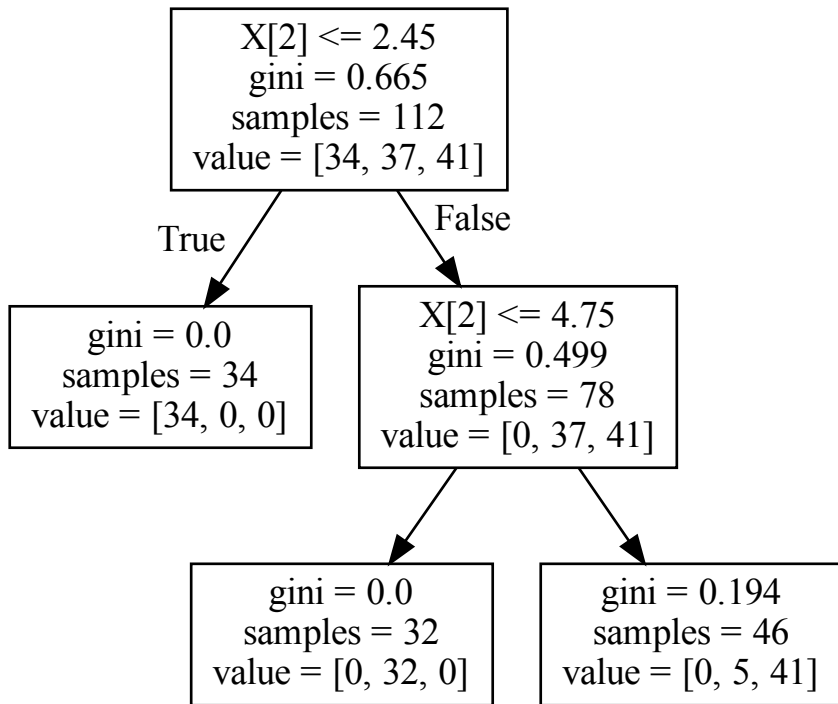 X[2] <= 2.45
gini = 0.665
samples = 112
value = [34, 37, 41]
True
False
gini = 0.0
samples = 34
value = [34, 0, 0]
X[2] <= 4.75
gini = 0.499
samples = 78
value = [0, 37, 41]
gini = 0.0
samples = 32
value = [0, 32, 0]
gini = 0.194
samples = 46
value = [0, 5, 41]